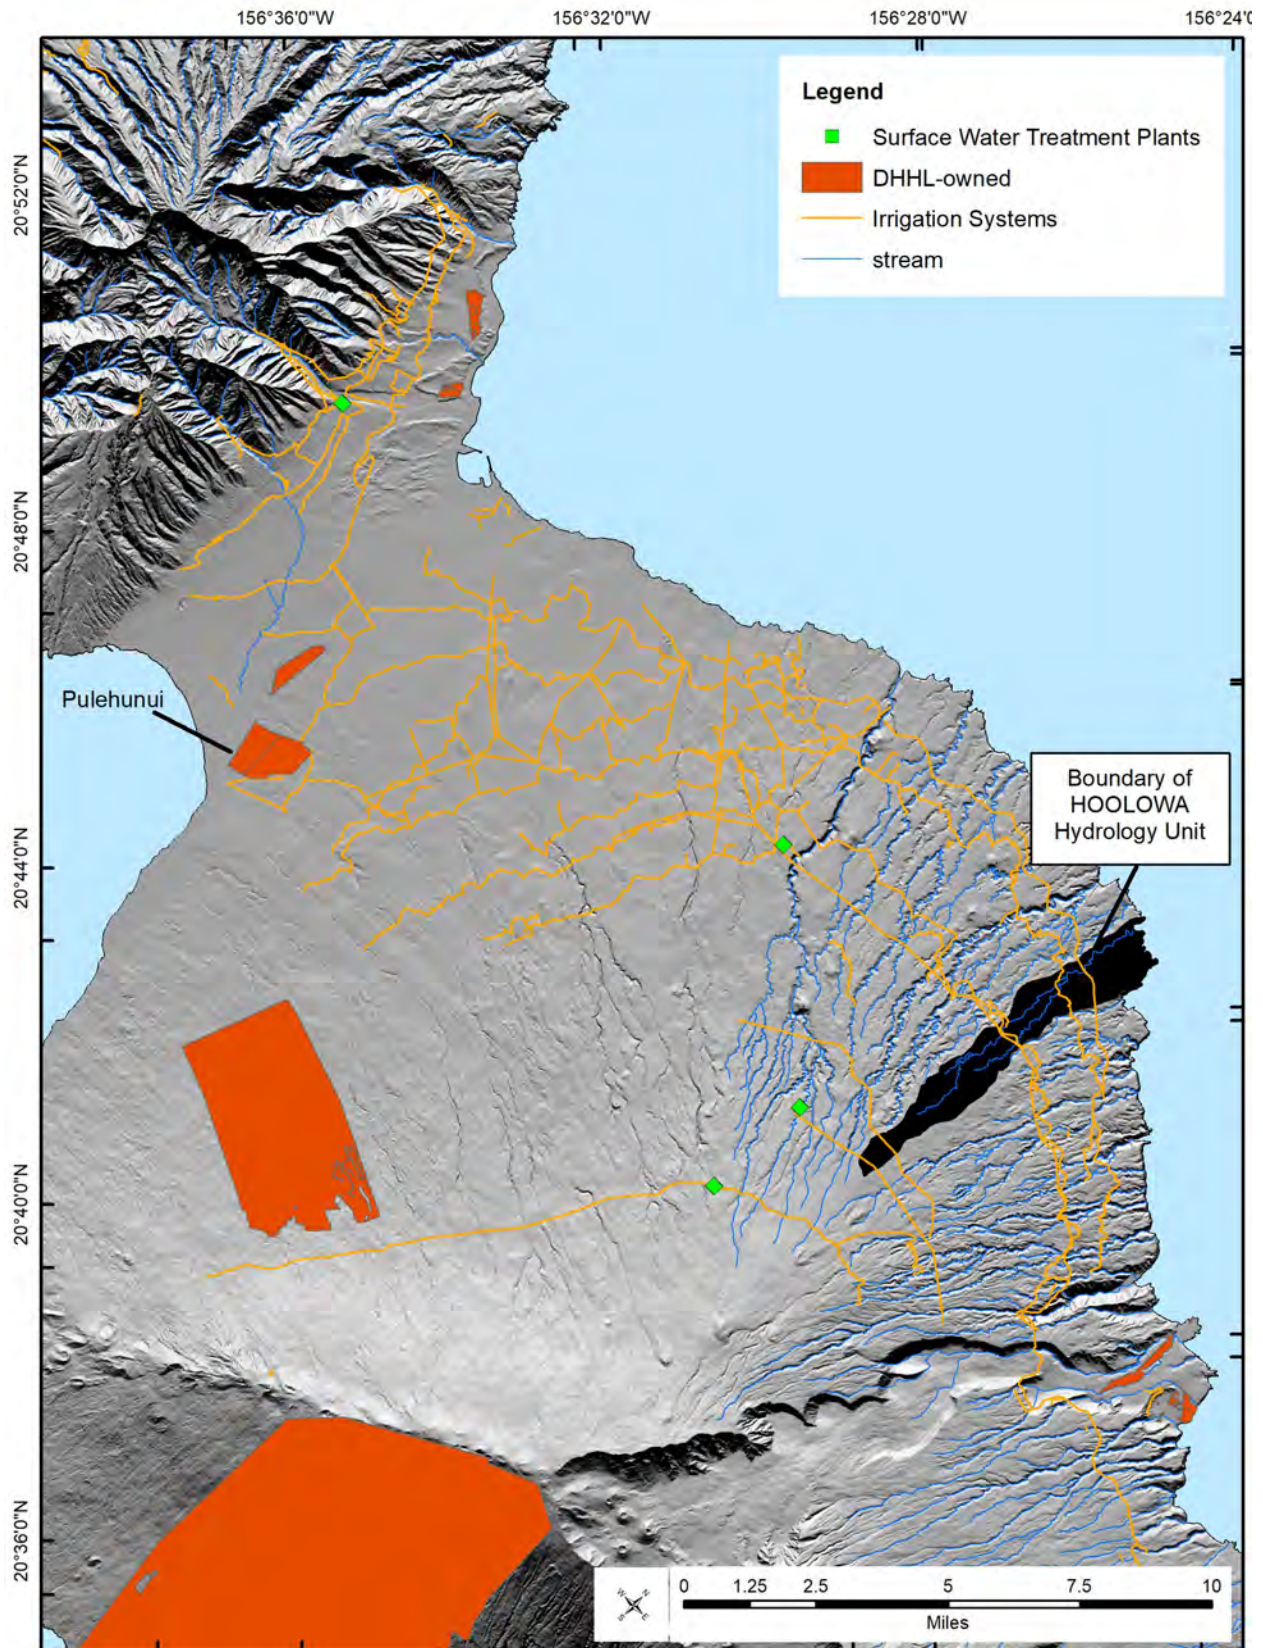 156°36'0"W
156°32'0"W
156°28'0"W
156°24'0
20°52'0"N
20°48'0"N
20°44'0"N
20°40'0"N
20°36'0"N
Legend
Surface Water Treatment Plants
DHHL-owned
Irrigation Systems
stream
Pulehunui
Boundary of
HOOLOWA
Hydrology Unit
N
E
S
W
0 1.25 2.5 5 7.5 10
Miles